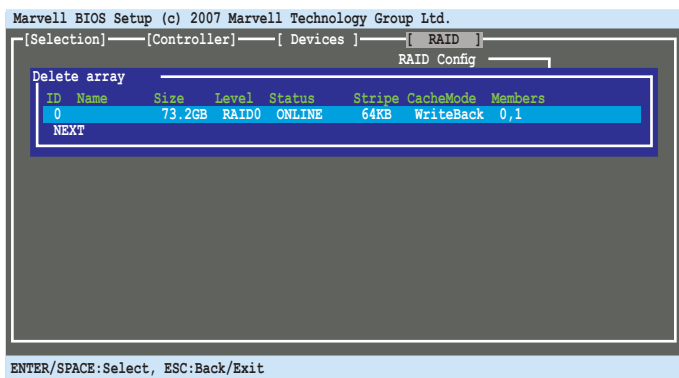 Marvell BIOS Setup (c) 2007 Marvell Technology Group Ltd.
[Selection] [Controller] [ Devices ] [ RAID ]
RAID Config
Delete array
ID Name Size Level Status Stripe CacheMode Members
0 73.2GB RAID0 ONLINE 64KB WriteBack 0,1
NEXT
ENTER/SPACE:Select, ESC:Back/Exit